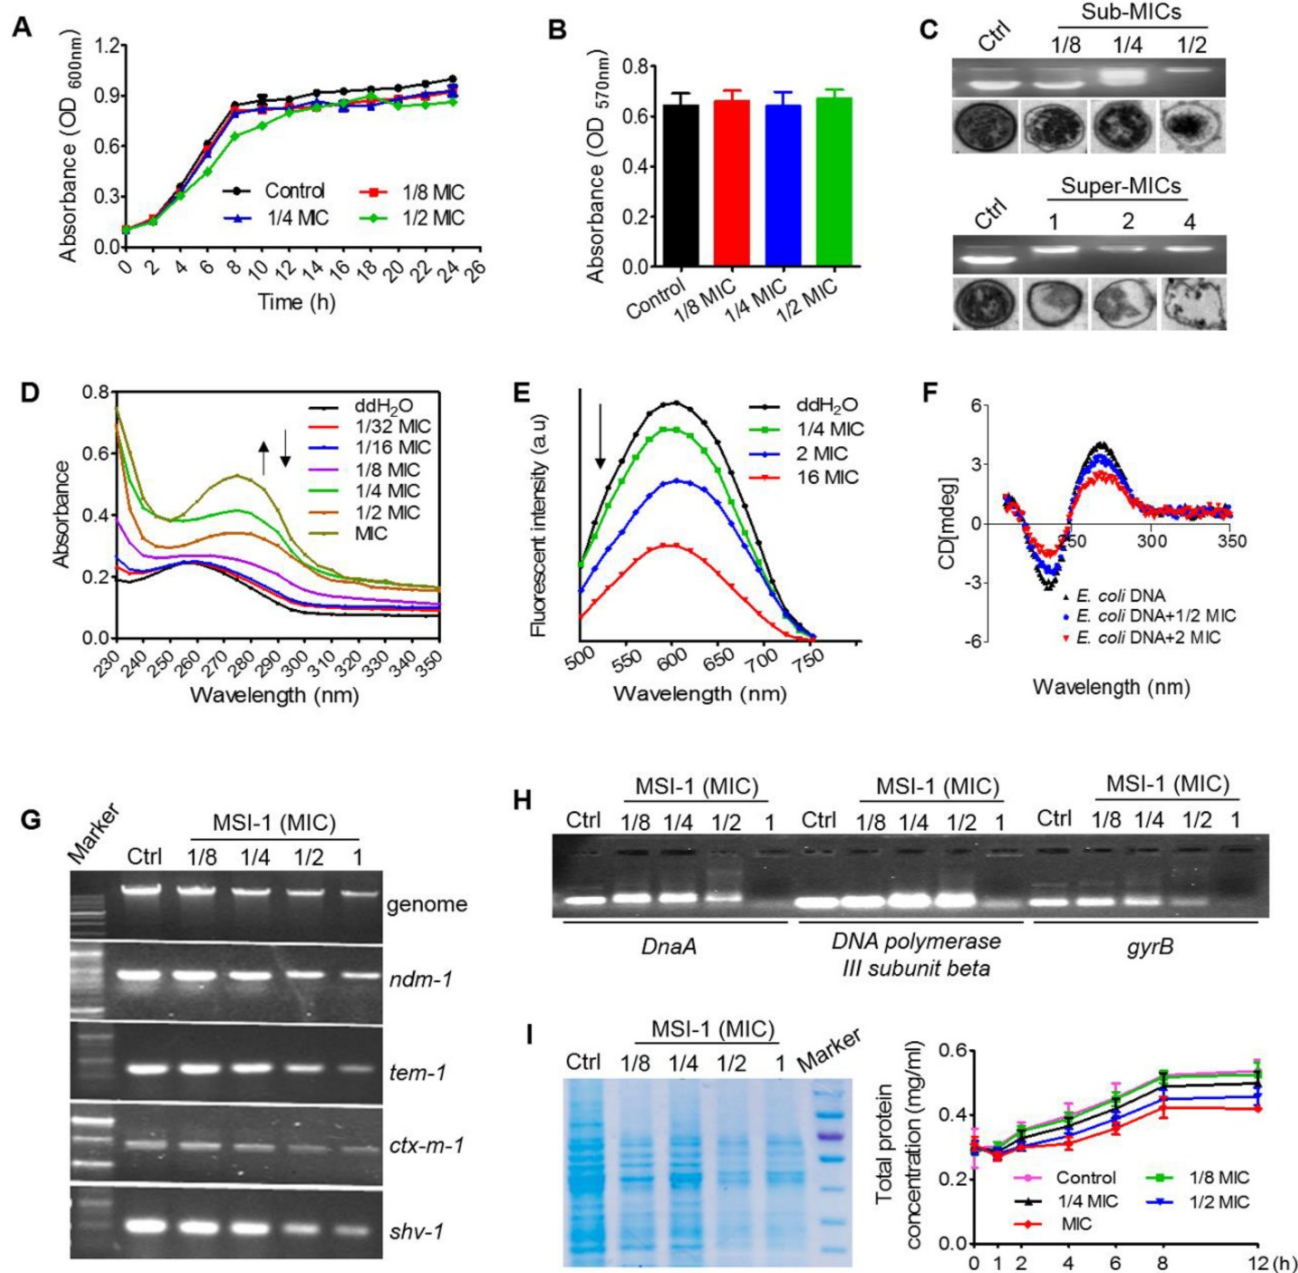 A
Absorbance (OD 600nm)
1.2
0.9
0.6
0.3
0.0
Control
1/8 MIC
1/4 MIC
1/2 MIC
0 2 4 6 8 10 12 14 16 18 20 22 24 26
Time (h)
B
Absorbance (OD 570nm)
0.8
0.6
0.4
0.2
0.0
Control
1/8 MIC
1/4 MIC
1/2 MIC
C
Sub-MICs
Ctrl 1/8 1/4 1/2
Super-MICs
Ctrl 1 2 4
D
Absorbance
0.8
0.6
0.4
0.2
0.0
ddH2O
1/32 MIC
1/16 MIC
1/8 MIC
1/4 MIC
1/2 MIC
MIC
230 240 250 260 270 280 290 300 310 320 330 340 350
Wavelength (nm)
E
Fluorescent intensity (a.u)
ddH2O
1/4 MIC
2 MIC
16 MIC
500 550 600 650 700 750
Wavelength (nm)
F
CD[mdeg]
6
3
0
-3
-6
250 300 350
E. coli DNA
E. coli DNA+1/2 MIC
E. coli DNA+2 MIC
Wavelength (nm)
G
Marker
MSI-1 (MIC)
Ctrl 1/8 1/4 1/2 1
genome
ndm-1
tem-1
ctx-m-1
shv-1
H
MSI-1 (MIC) MSI-1 (MIC) MSI-1 (MIC)
Ctrl 1/8 1/4 1/2 1 Ctrl 1/8 1/4 1/2 1 Ctrl 1/8 1/4 1/2 1
DnaA
DNA polymerase
III subunit beta
gyrB
I
MSI-1 (MIC)
Ctrl 1/8 1/4 1/2 1 Marker
Total protein
concentration (mg/ml)
0.6
0.4
0.2
0.0
Control
1/8 MIC
1/4 MIC
1/2 MIC
MIC
0 1 2 4 6 8 12 (h)